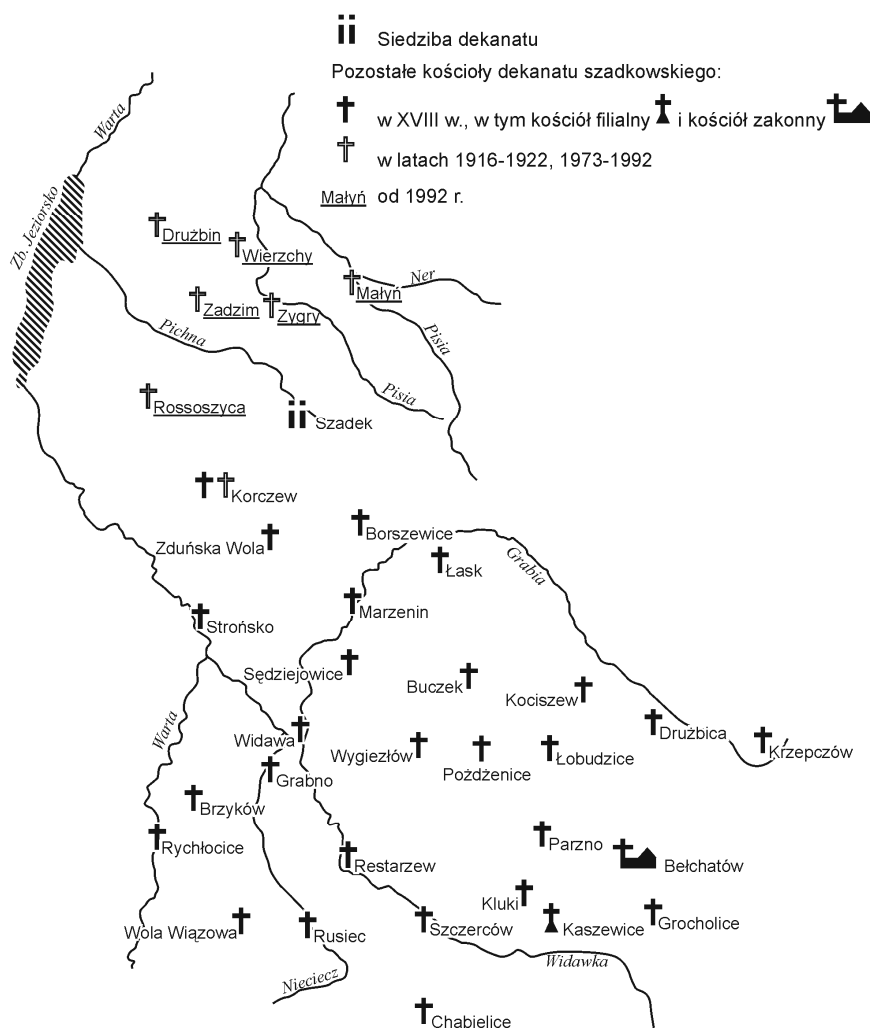 Siedziba dekanatu
Pozostałe kościoły dekanatu szadkowskiego:
w XVIII w., w tym kościół filialny i kościół zakonny
w latach 1916-1922, 1973-1992
Małyń od 1992 r.
Warta
Zb. Jeziorsko
Drużbin
Wierzchy
Ner
Małyń
Zadzim
Zygry
Pichna
Pisia
Pisia
Rossoszyca
Szadek
Korczew
Borszewice
Zduńska Wola
Grabia
Łask
Marzenin
Strońsko
Sędziejowice
Buczek
Kociszew
Warta
Widawa
Drużbica
Wygiezłów
Łobudzice
Krzepczów
Pożdżenice
Grabno
Brzyków
Rychłocice
Parzno
Restarzew
Bełchatów
Kluki
Wola Wiązowa
Rusiec
Szczerców
Kaszewice
Grocholice
Widawka
Nieciecz
Chabielice